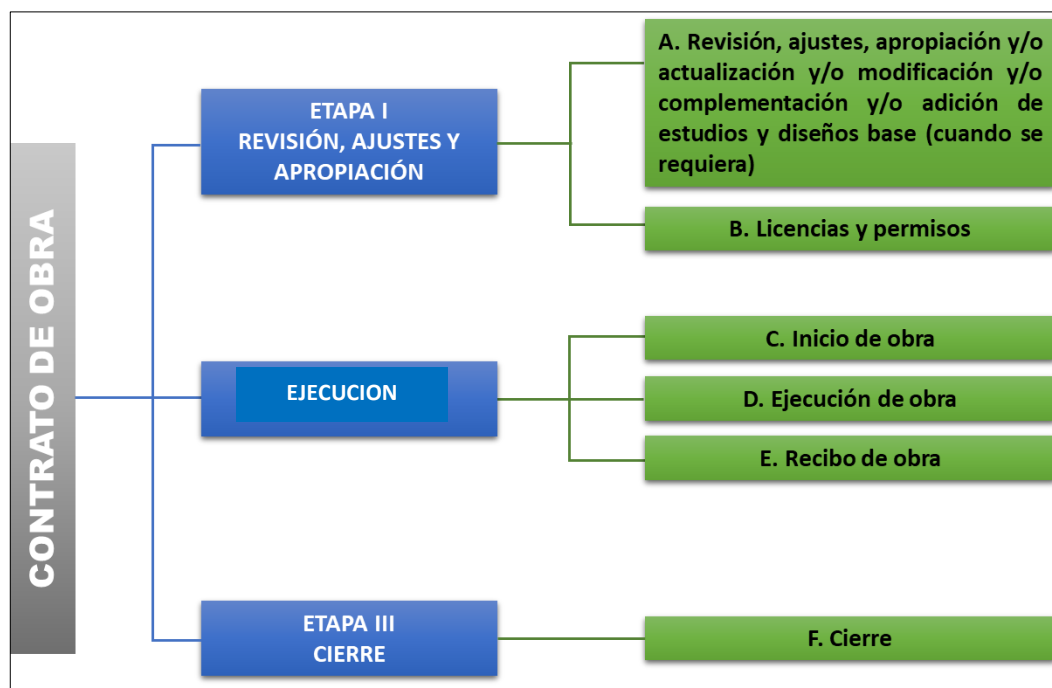 CONTRATO DE OBRA
ETAPA I
REVISIÓN, AJUSTES Y
APROPIACIÓN
A. Revisión, ajustes, apropiación y/o
actualización y/o modificación y/o
complementación y/o adición de
estudios y diseños base (cuando se
requiera)
B. Licencias y permisos
EJECUCION
C. Inicio de obra
D. Ejecución de obra
E. Recibo de obra
ETAPA III
CIERRE
F. Cierre